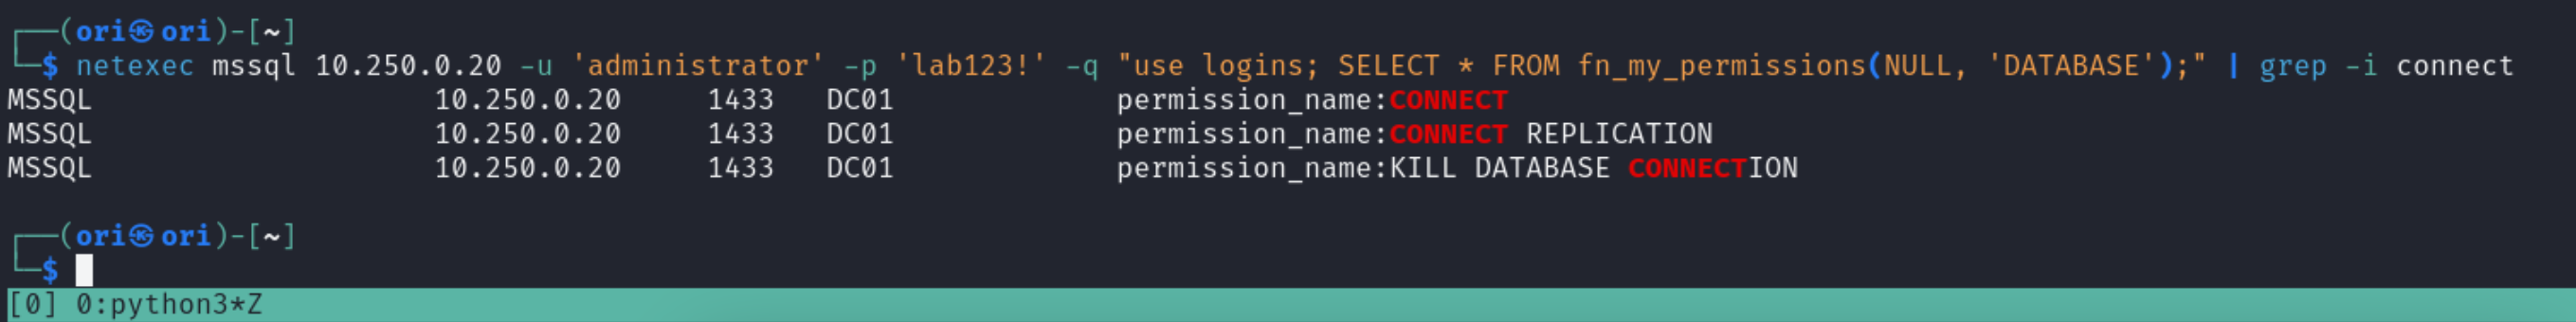 ┌──(ori㉿ori)-[~]
└─$ netexec mssql 10.250.0.20 -u 'administrator' -p 'lab123!' -q "use logins; SELECT * FROM fn_my_permissions(NULL, 'DATABASE');" | grep -i connect
MSSQL 10.250.0.20 1433 DC01 permission_name:CONNECT
MSSQL 10.250.0.20 1433 DC01 permission_name:CONNECT REPLICATION
MSSQL 10.250.0.20 1433 DC01 permission_name:KILL DATABASE CONNECTION
┌──(ori㉿ori)-[~]
└─$
[0] 0:python3*Z